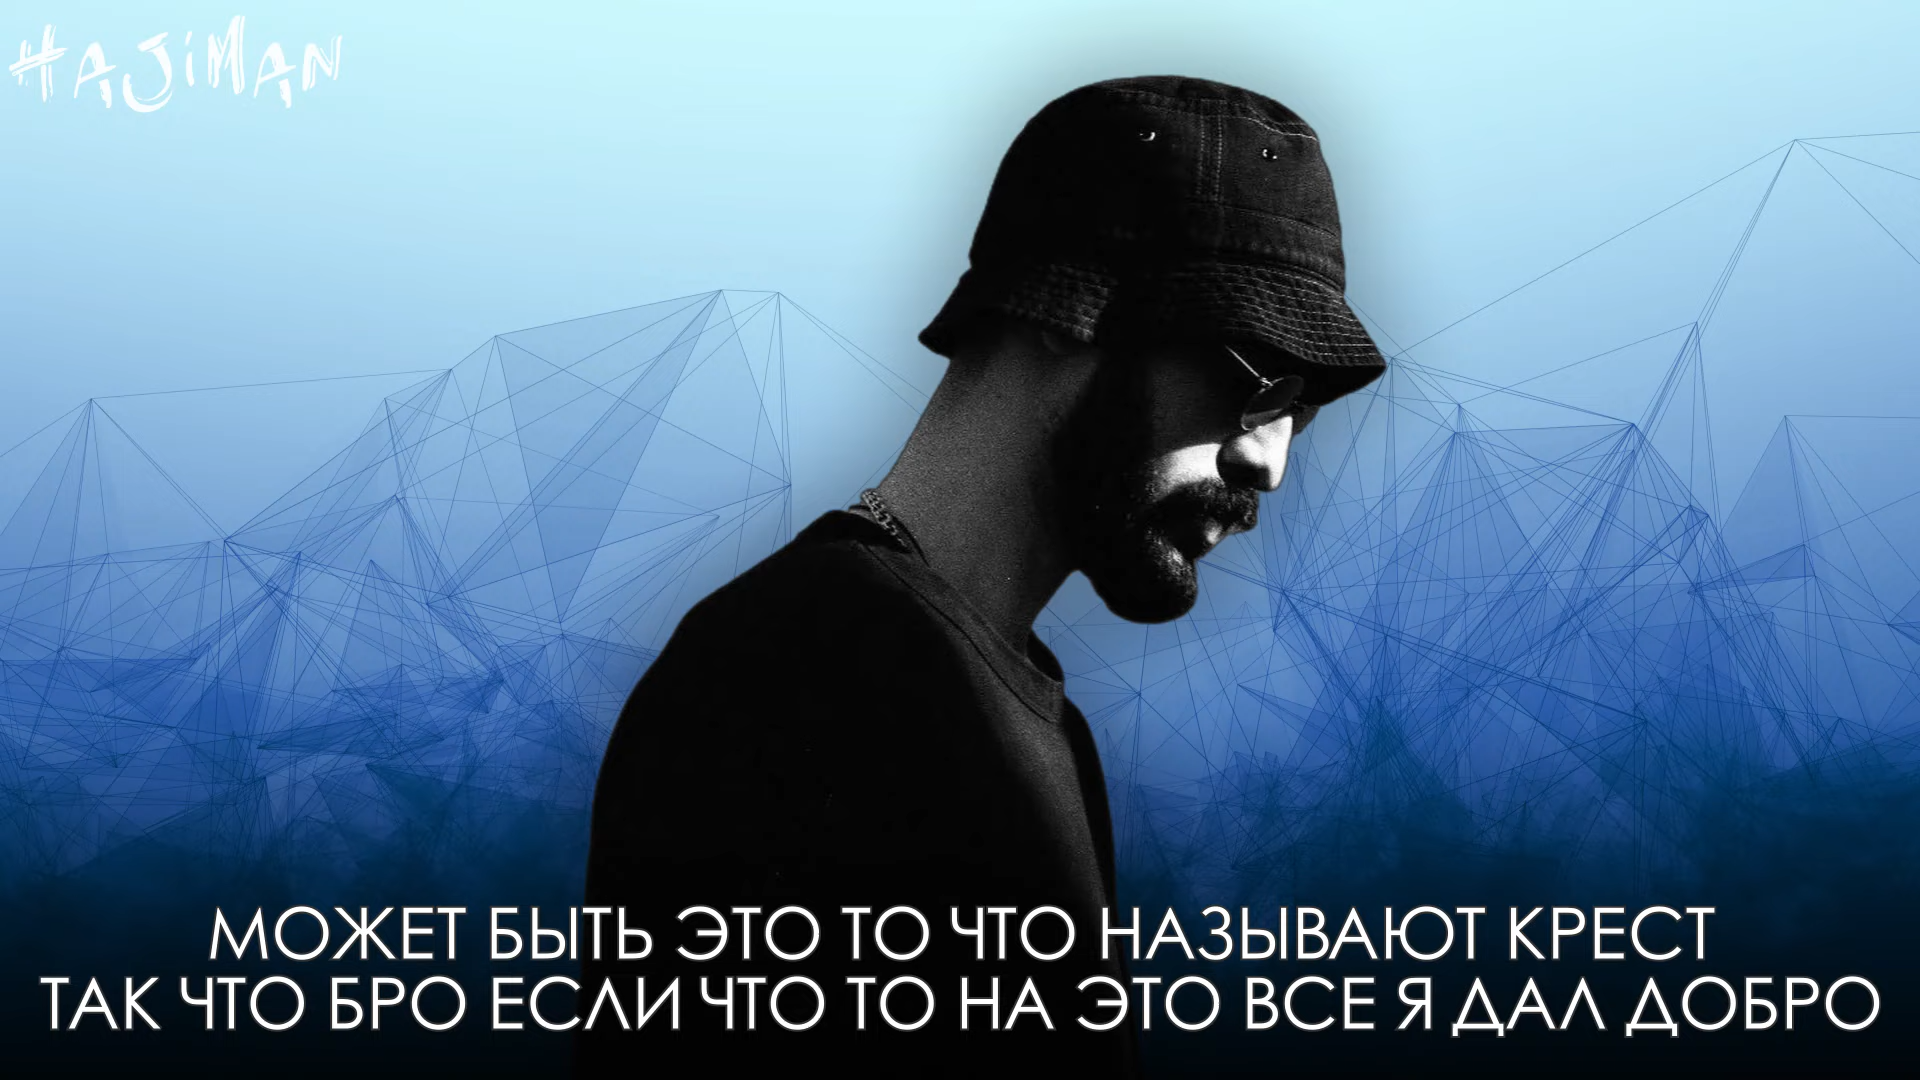 HAJIMAN
МОЖЕТ БЫТЬ ЭТО ТО ЧТО НАЗЫВАЮТ КРЕСТ
ТАК ЧТО БРО ЕСЛИ ЧТО ТО НА ЭТО ВСЕ Я ДАЛ ДОБРО